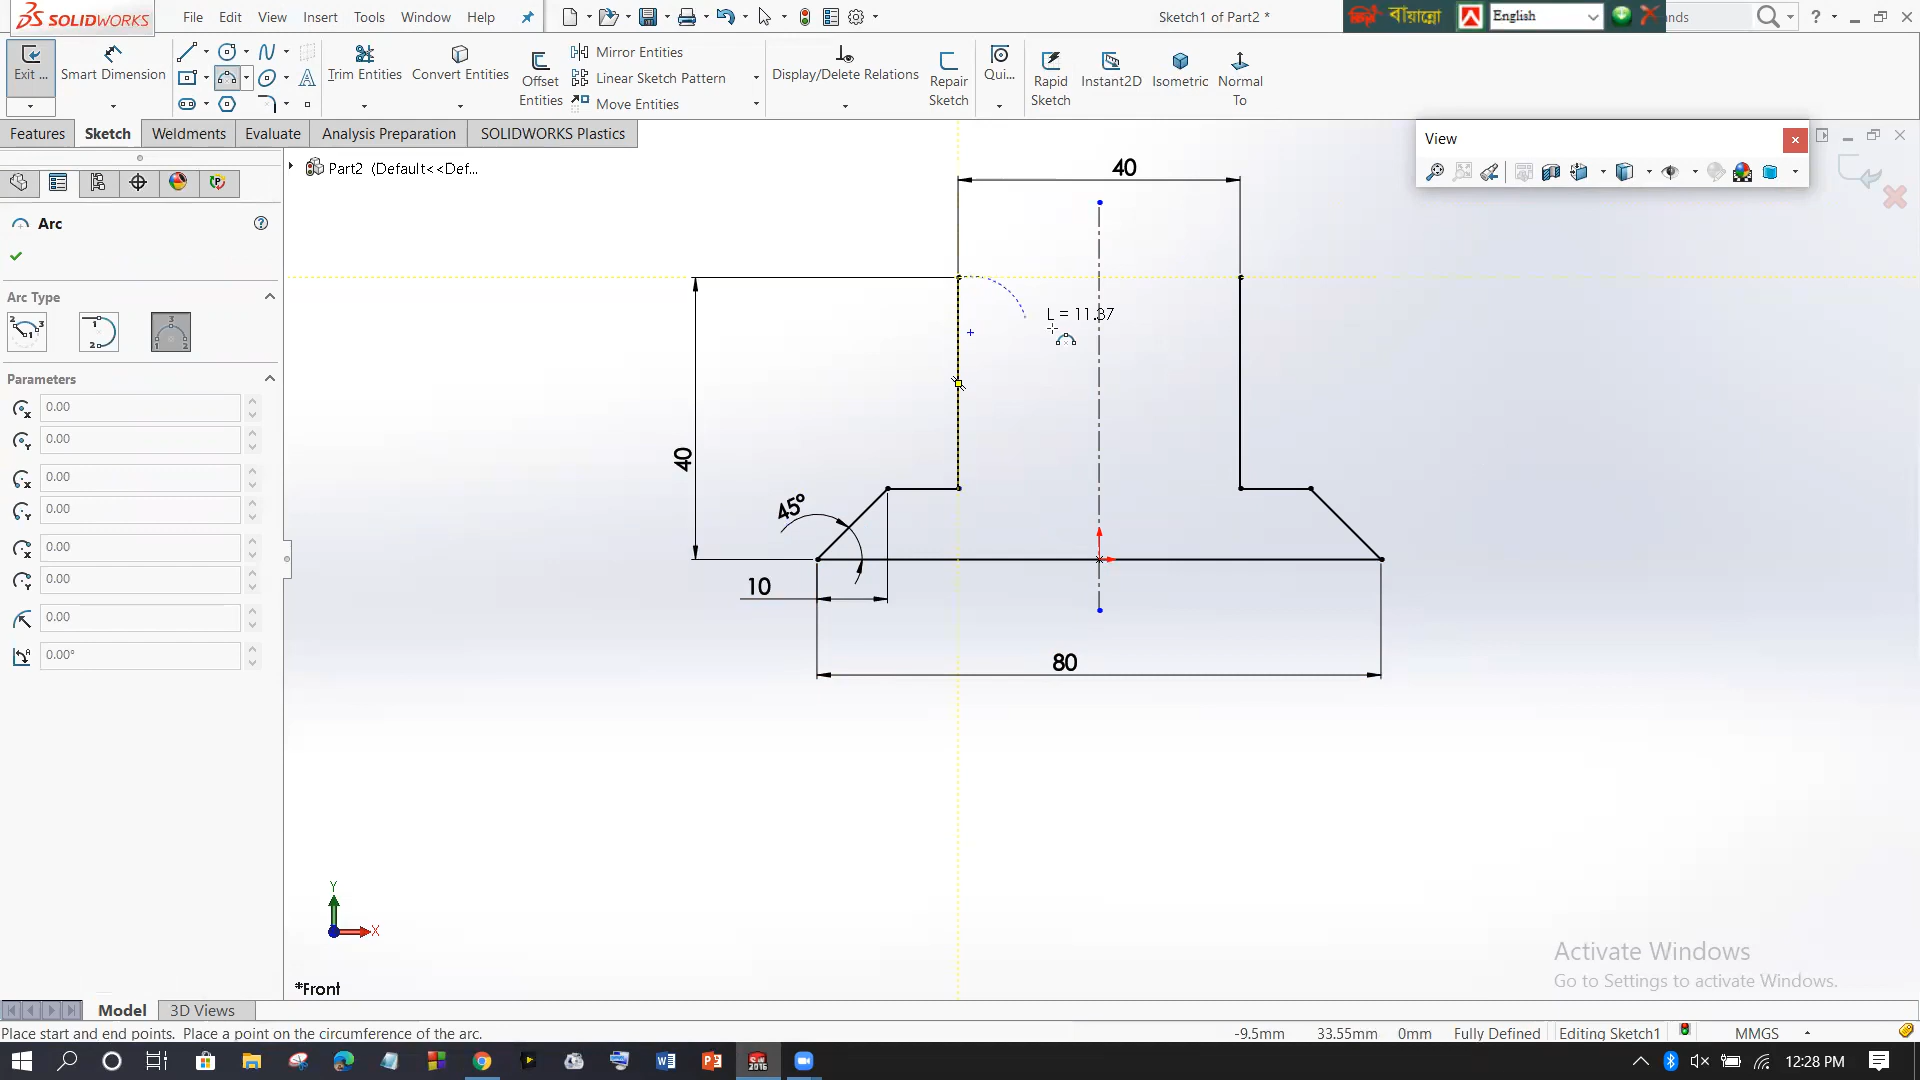 SOLIDWORKS File Edit View Insert Tools Window Help Sketch1 of Part2 * বায়ান্নো English nds ?
Exit ... Smart Dimension Trim Entities Convert Entities Offset Entities Mirror Entities Linear Sketch Pattern Move Entities Display/Delete Relations Repair Sketch Qui... Rapid Sketch Instant2D Isometric Normal To
Features Sketch Weldments Evaluate Analysis Preparation SOLIDWORKS Plastics
View
Part2 (Default<<Def...
Arc
Arc Type
Parameters
0.00
0.00
0.00
0.00
0.00
0.00
0.00
0.00°
40
L = 11.87
40
45°
10
80
Y
X
*Front
Activate Windows
Go to Settings to activate Windows.
Model 3D Views
Place start and end points. Place a point on the circumference of the arc. -9.5mm 33.55mm 0mm Fully Defined Editing Sketch1 MMGS
12:28 PM